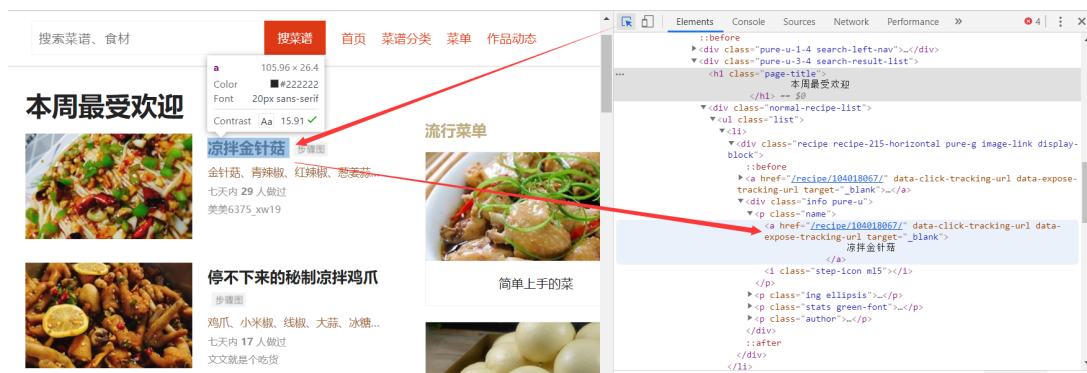 搜索菜谱、食材
搜菜谱
首页 菜谱分类 菜单 作品动态
a 105.96 × 26.4
Color #222222
Font 20px sans-serif
Contrast Aa 15.91
本周最受欢迎
凉拌金针菇 步骤图
金针菇、青辣椒、红辣椒、葱姜蒜...
七天内 29 人做过
美美6375_xw19
停不下来的秘制凉拌鸡爪
步骤图
鸡爪、小米椒、线椒、大蒜、冰糖...
七天内 17 人做过
文文就是个吃货
流行菜单
简单上手的菜
Elements Console Sources Network Performance » 4
::before
<div class="pure-u-1-4 search-left-nav">…</div>
<div class="pure-u-3-4 search-result-list">
<h1 class="page-title">
本周最受欢迎
</h1> == $0
<div class="normal-recipe-list">
<ul class="list">
<li>
<div class="recipe recipe-215-horizontal pure-g image-link display-
block">
::before
<a href="/recipe/104018067/" data-click-tracking-url data-expose-
tracking-url target="_blank">…</a>
<div class="info pure-u">
<p class="name">
<a href="/recipe/104018067/" data-click-tracking-url data-
expose-tracking-url target="_blank">
凉拌金针菇
</a>
<i class="step-icon ml5"></i>
</p>
<p class="ing ellipsis">…</p>
<p class="stats green-font">…</p>
<p class="author">…</p>
</div>
::after
</div>
</li>